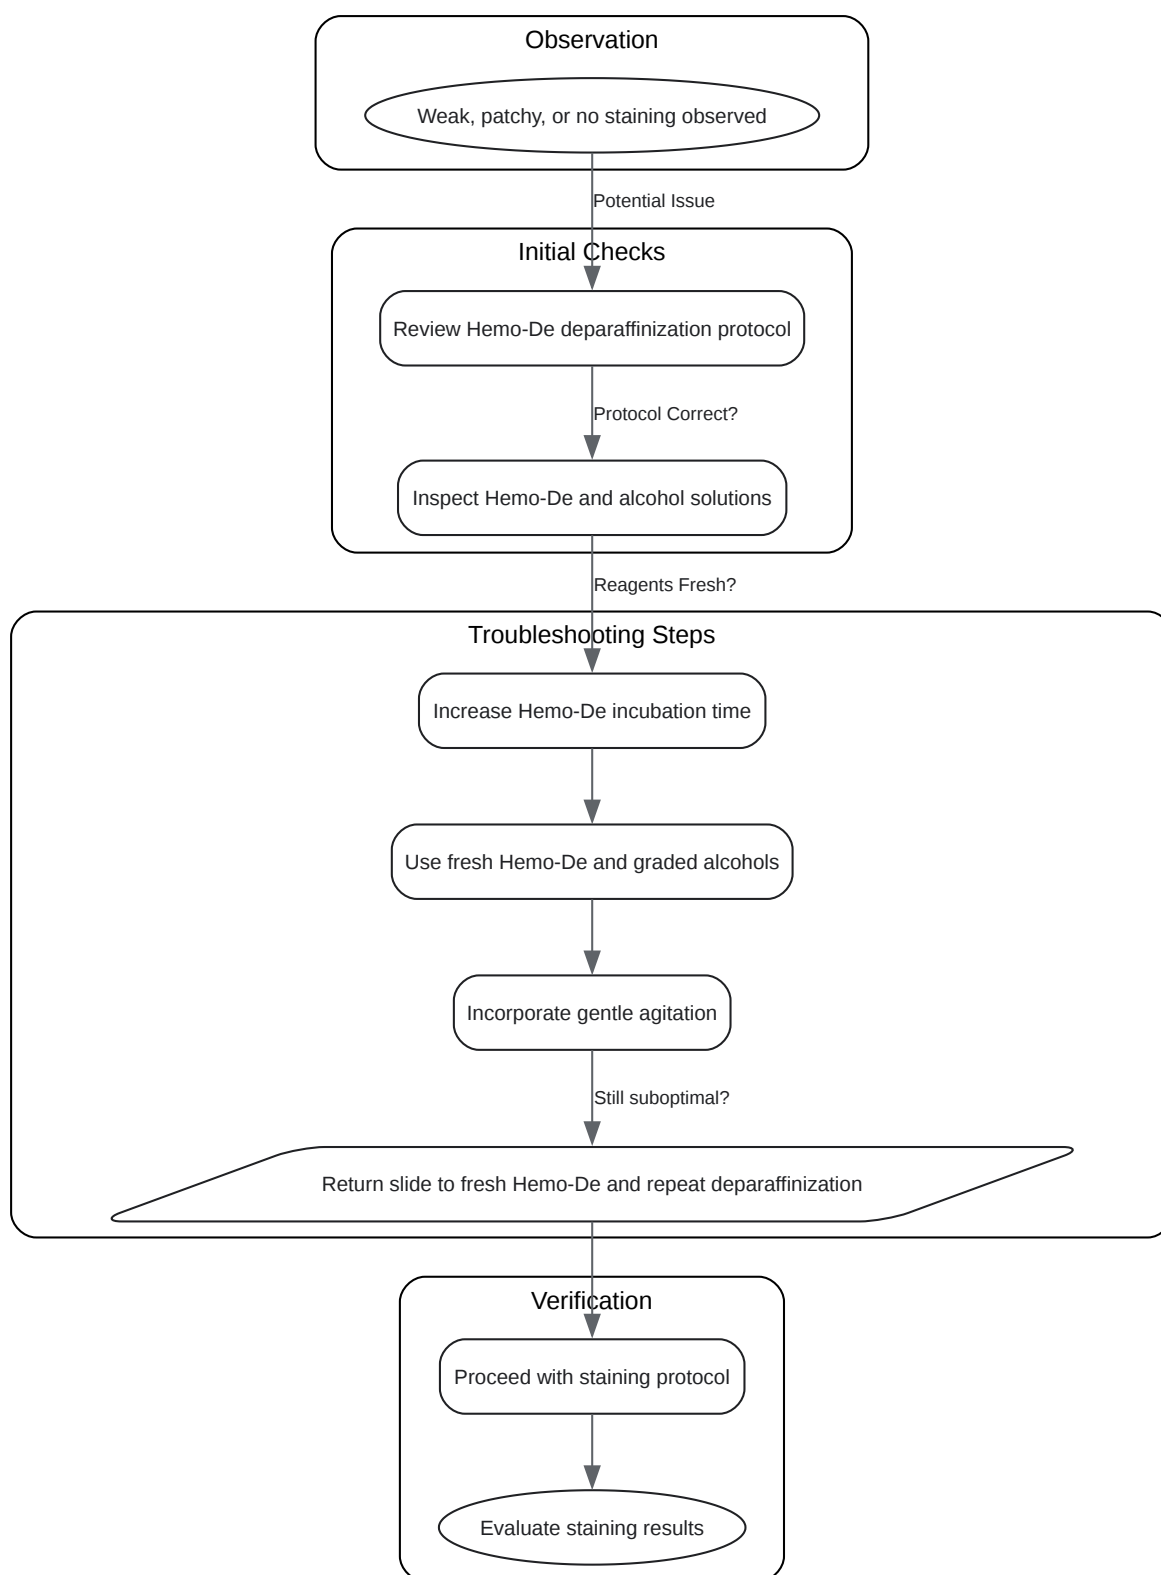 Observation
Weak, patchy, or no staining observed
Potential Issue
Initial Checks
Review Hemo-De deparaffinization protocol
Protocol Correct?
Inspect Hemo-De and alcohol solutions
Reagents Fresh?
Troubleshooting Steps
Increase Hemo-De incubation time
Use fresh Hemo-De and graded alcohols
Incorporate gentle agitation
Still suboptimal?
Return slide to fresh Hemo-De and repeat deparaffinization
Verification
Proceed with staining protocol
Evaluate staining results